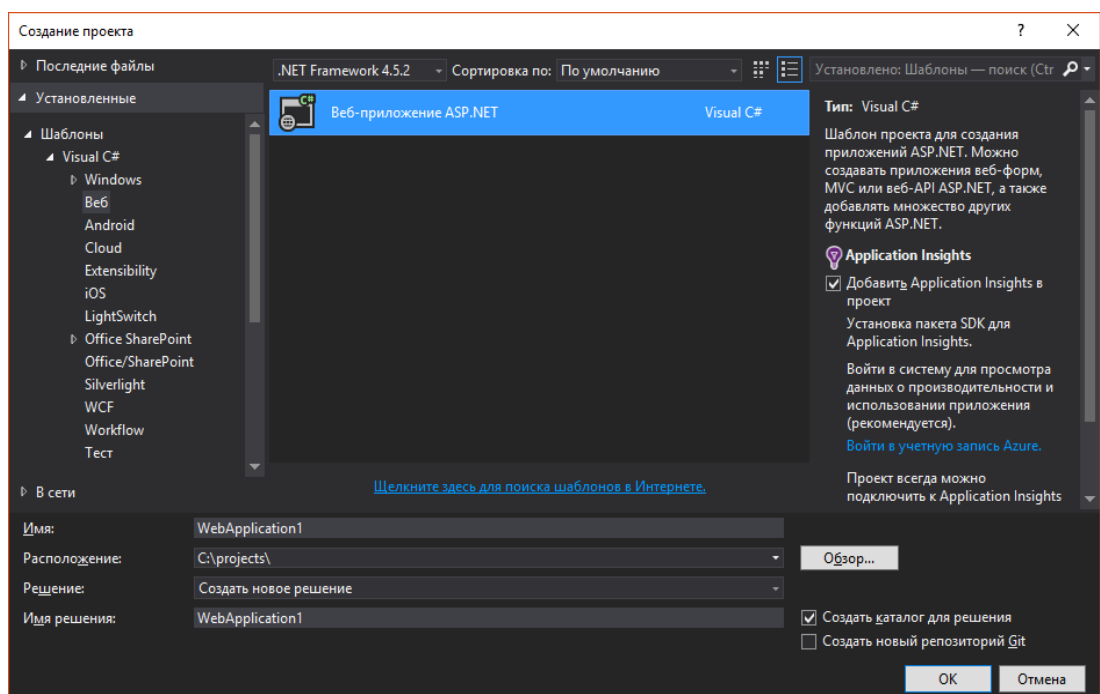 Создание проекта
?
Последние файлы
.NET Framework 4.5.2
Сортировка по:
По умолчанию
Установлено: Шаблоны — поиск (Ctr
Установленные
Шаблоны
Visual C#
Windows
Веб
Android
Cloud
Extensibility
iOS
LightSwitch
Office SharePoint
Office/SharePoint
Silverlight
WCF
Workflow
Тест
В сети
C#
Веб-приложение ASP.NET
Visual C#
Щелкните здесь для поиска шаблонов в Интернете.
Тип: Visual C#
Шаблон проекта для создания
приложений ASP.NET. Можно
создавать приложения веб-форм,
MVC или веб-API ASP.NET, а также
добавлять множество других
функций ASP.NET.
Application Insights
Добавить Application Insights в
проект
Установка пакета SDK для
Application Insights.
Войти в систему для просмотра
данных о производительности и
использовании приложения
(рекомендуется).
Войти в учетную запись Azure.
Проект всегда можно
подключить к Application Insights
Имя:
WebApplication1
Расположение:
C:\projects\
Обзор...
Решение:
Создать новое решение
Имя решения:
WebApplication1
Создать каталог для решения
Создать новый репозиторий Git
OK
Отмена